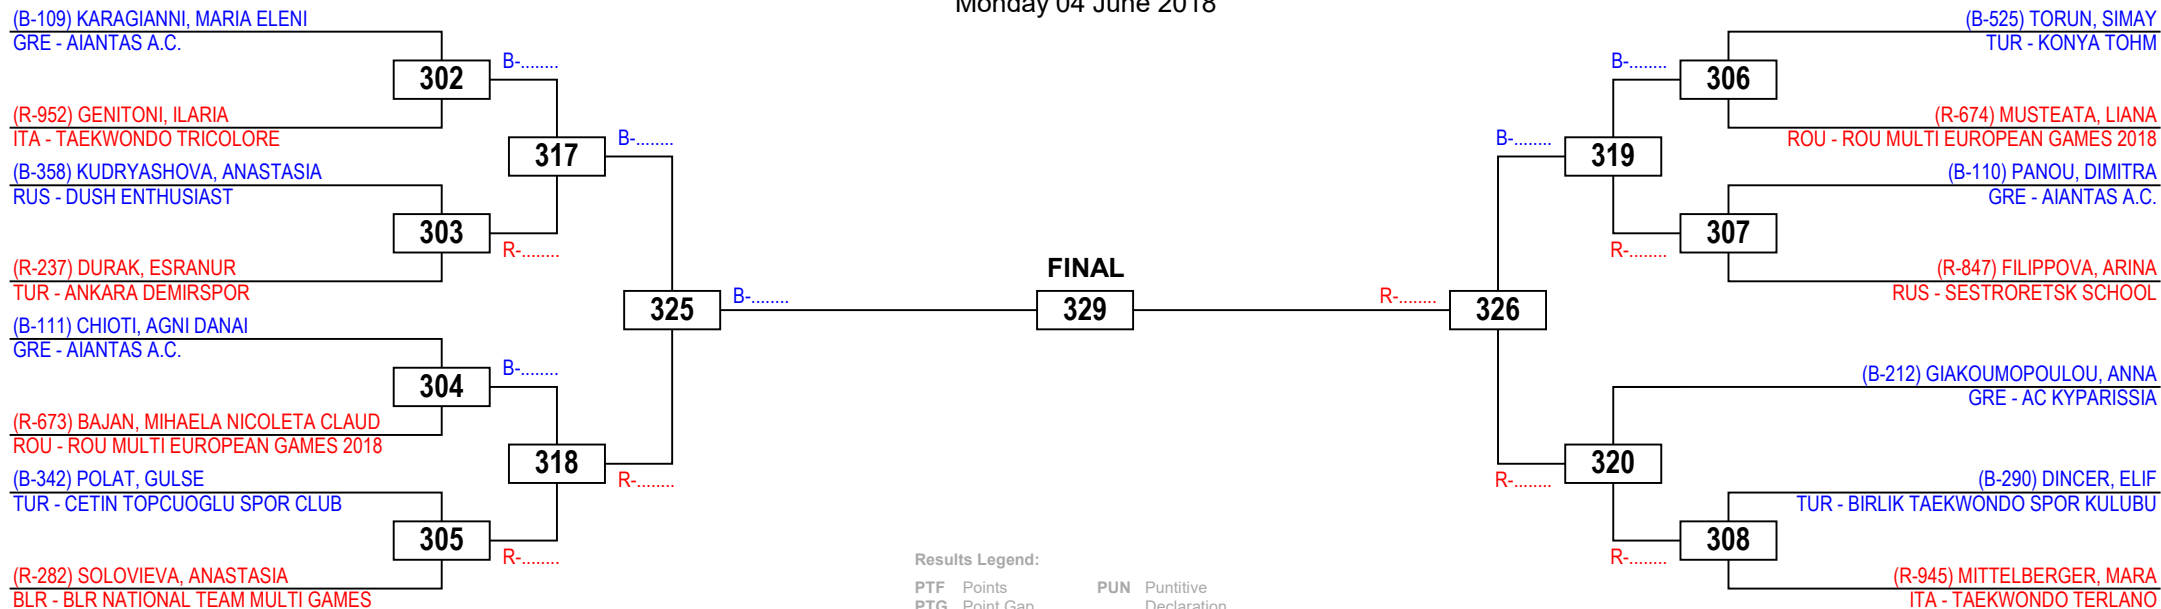 Monday 04 June 2018
(B-109) KARAGIANNI, MARIA ELENI
GRE - AIANTAS A.C.
302
B-........
(R-952) GENITONI, ILARIA
ITA - TAEKWONDO TRICOLORE
317
B-........
(B-358) KUDRYASHOVA, ANASTASIA
RUS - DUSH ENTHUSIAST
303
R-........
(R-237) DURAK, ESRANUR
TUR - ANKARA DEMIRSPOR
325
B-........
(B-111) CHIOTI, AGNI DANAI
GRE - AIANTAS A.C.
304
B-........
(R-673) BAJAN, MIHAELA NICOLETA CLAUD
ROU - ROU MULTI EUROPEAN GAMES 2018
318
R-........
(B-342) POLAT, GULSE
TUR - CETIN TOPCUOGLU SPOR CLUB
305
R-........
(R-282) SOLOVIEVA, ANASTASIA
BLR - BLR NATIONAL TEAM MULTI GAMES
FINAL
329
(B-525) TORUN, SIMAY
TUR - KONYA TOHM
B-........
306
(R-674) MUSTEATA, LIANA
ROU - ROU MULTI EUROPEAN GAMES 2018
B-........
319
(B-110) PANOU, DIMITRA
GRE - AIANTAS A.C.
R-........
307
(R-847) FILIPPOVA, ARINA
RUS - SESTRORETSK SCHOOL
R-........
326
(B-212) GIAKOUMOPOULOU, ANNA
GRE - AC KYPARISSIA
R-........
320
(B-290) DINCER, ELIF
TUR - BIRLIK TAEKWONDO SPOR KULUBU
R-........
308
(R-945) MITTELBERGER, MARA
ITA - TAEKWONDO TERLANO
Results Legend:
PTF Points
PTG Point Gap
PUN Puntitive
Declaration